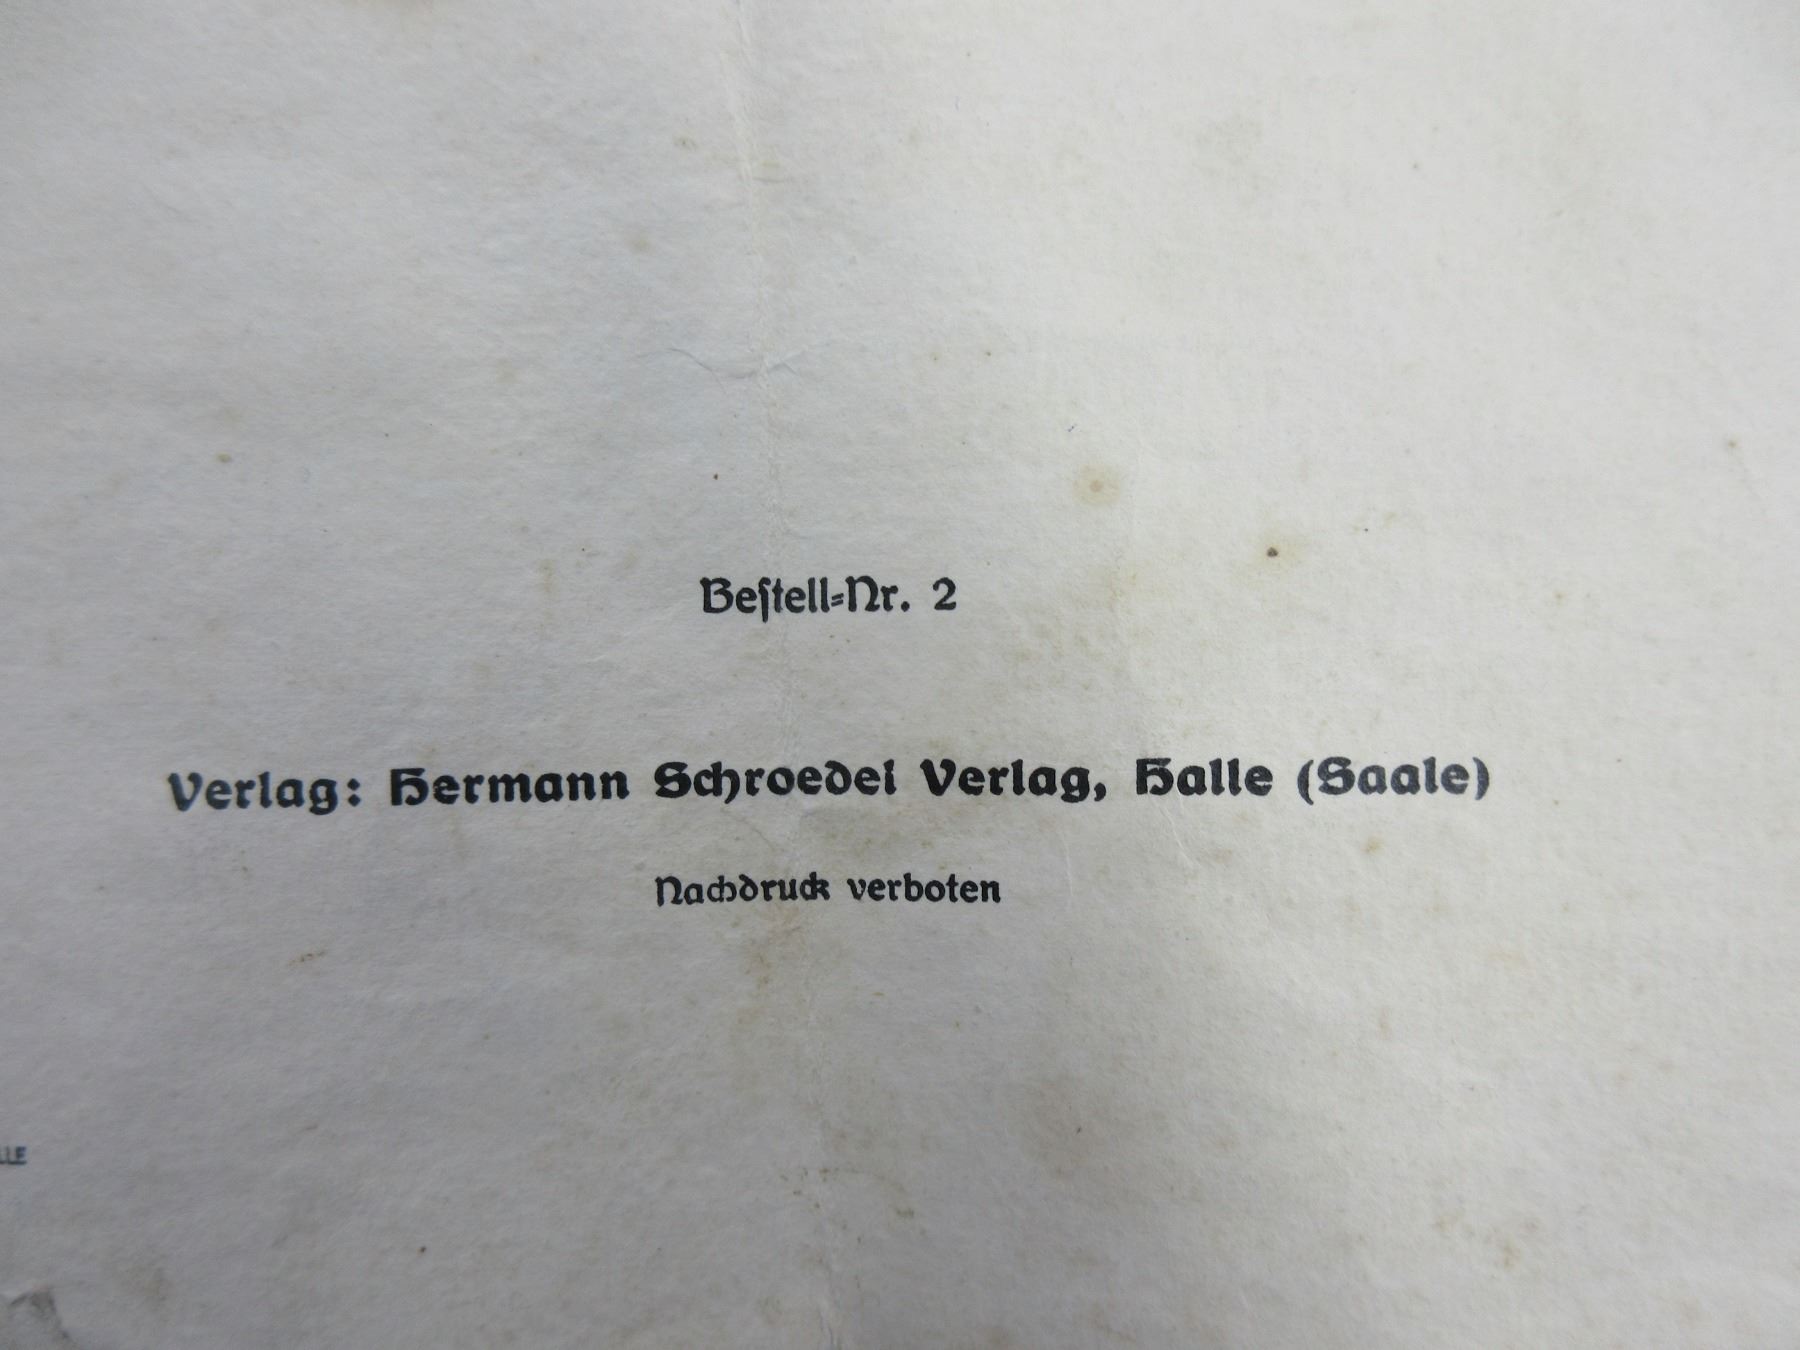 Beſtell-Nr. 2
Verlag: Hermann Schroedel Verlag, Halle (Saale)
Nachdruck verboten